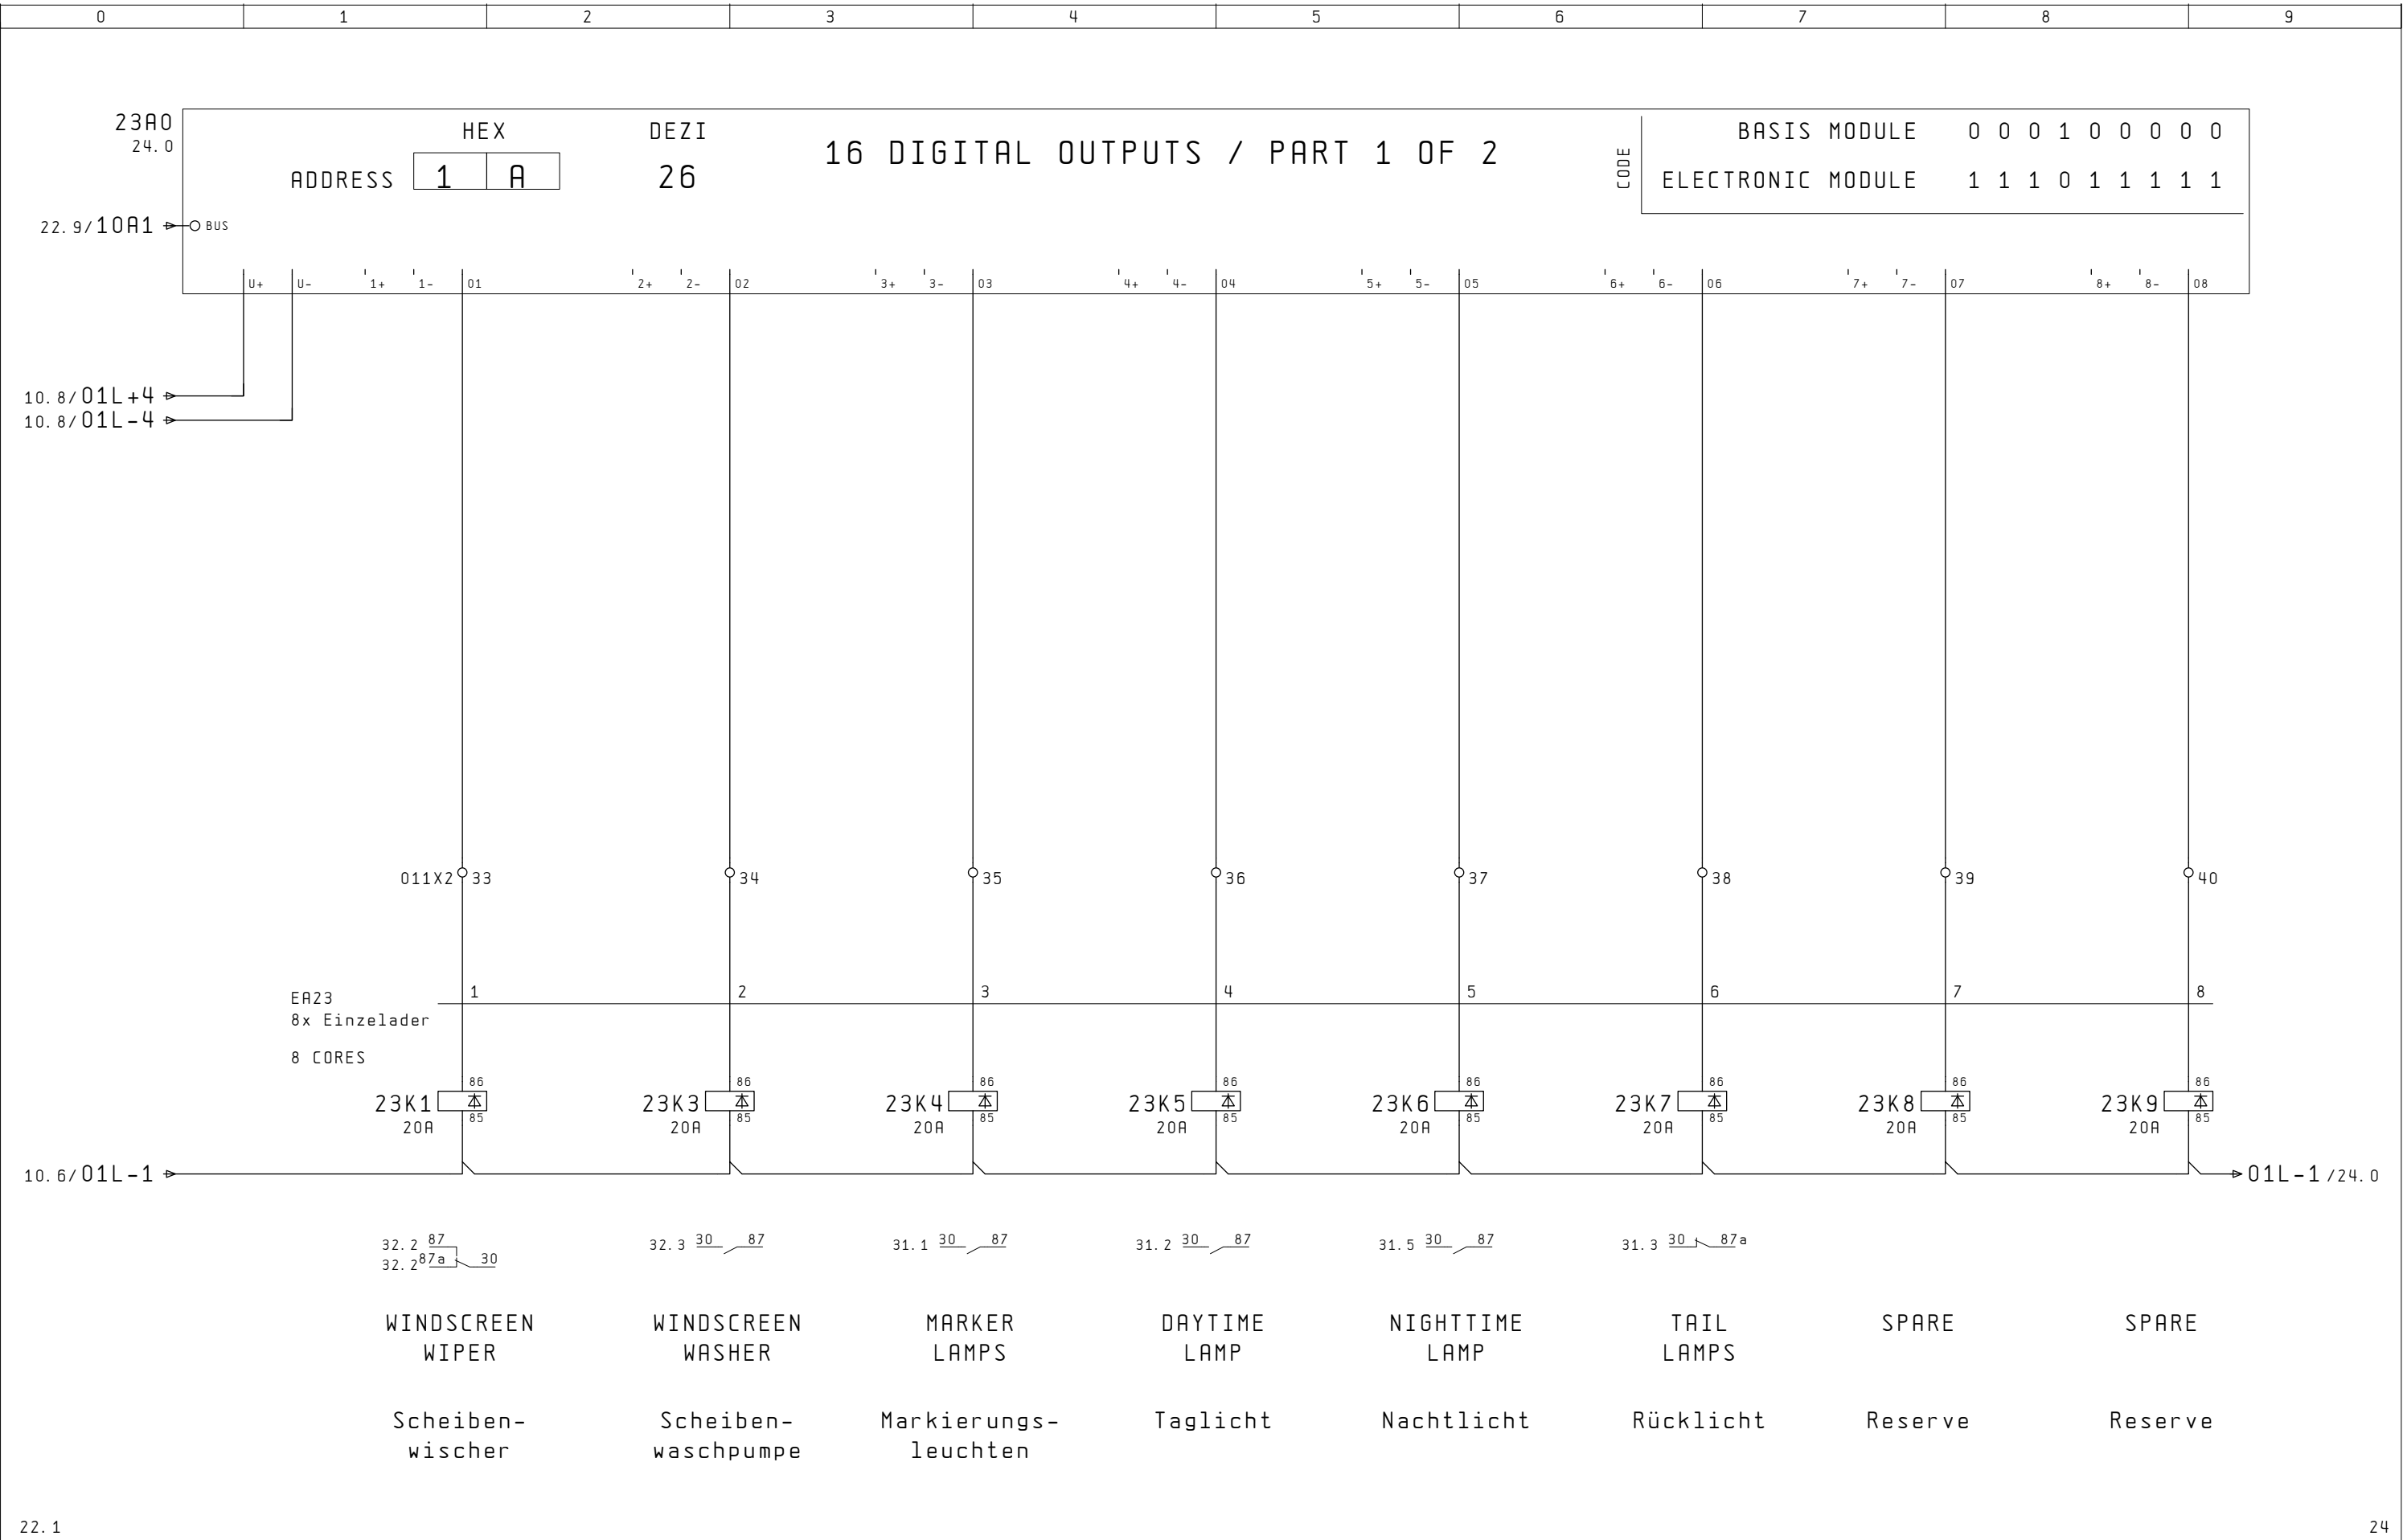 0 1 2 3 4 5 6 7 8 9
23A0
24.0
HEX DEZI
ADDRESS 1 A 26
16 DIGITAL OUTPUTS / PART 1 OF 2
CODE
BASIS MODULE 0 0 0 1 0 0 0 0 0
ELECTRONIC MODULE 1 1 1 0 1 1 1 1 1
22.9/10A1 BUS
U+ U- 1+ 1- 01 2+ 2- 02 3+ 3- 03 4+ 4- 04 5+ 5- 05 6+ 6- 06 7+ 7- 07 8+ 8- 08
10.8/01L+4
10.8/01L-4
011X2 33 34 35 36 37 38 39 40
1 2 3 4 5 6 7 8
EA23
8x Einzelader
8 CORES
86 86 86 86 86 86 86 86
23K1 23K3 23K4 23K5 23K6 23K7 23K8 23K9
85 85 85 85 85 85 85 85
20A 20A 20A 20A 20A 20A 20A 20A
10.6/01L-1 01L-1/24.0
32.2 87 32.3 30 87 31.1 30 87 31.2 30 87 31.5 30 87 31.3 30 87a
32.2 87a 30
WINDSCREEN WINDSCREEN MARKER DAYTIME NIGHTTIME TAIL SPARE SPARE
WIPER WASHER LAMPS LAMP LAMP LAMPS
Scheiben- Scheiben- Markierungs- Taglicht Nachtlicht Rücklicht Reserve Reserve
wischer waschpumpe leuchten
22.1 24